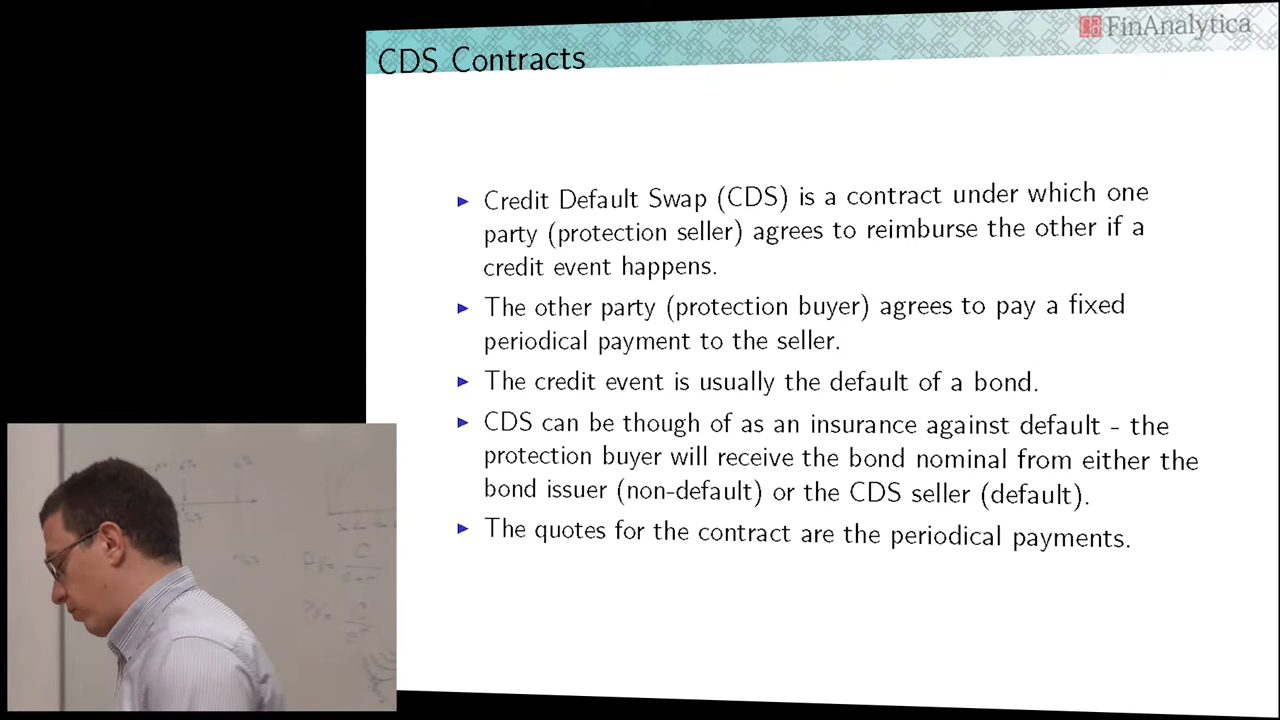 FinAnalytica
CDS Contracts
Credit Default Swap (CDS) is a contract under which one
party (protection seller) agrees to reimburse the other if a
credit event happens.
The other party (protection buyer) agrees to pay a fixed
periodical payment to the seller.
The credit event is usually the default of a bond.
CDS can be though of as an insurance against default - the
protection buyer will receive the bond nominal from either the
bond issuer (non-default) or the CDS seller (default).
The quotes for the contract are the periodical payments.